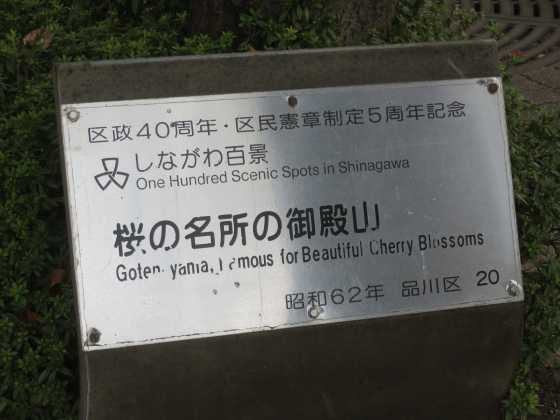 区政40周年・区民憲章制定5周年記念
しながわ百景
One Hundred Scenic Spots in Shinagawa
桜の名所の御殿山
Goten yama, Famous for Beautiful Cherry Blossoms
昭和62年 品川区 20